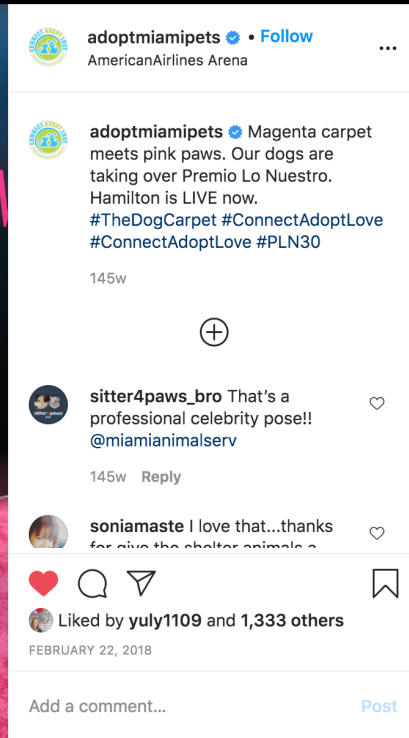 adoptmiamipets • Follow
AmericanAirlines Arena
adoptmiamipets Magenta carpet
meets pink paws. Our dogs are
taking over Premio Lo Nuestro.
Hamilton is LIVE now.
#TheDogCarpet #ConnectAdoptLove
#ConnectAdoptLove #PLN30
145w
sitter4paws_bro That’s a
professional celebrity pose!!
@miamianimalserv
145w Reply
soniamaste I love that...thanks
for give the shelter animals a
Liked by yuly1109 and 1,333 others
FEBRUARY 22, 2018
Add a comment... Post